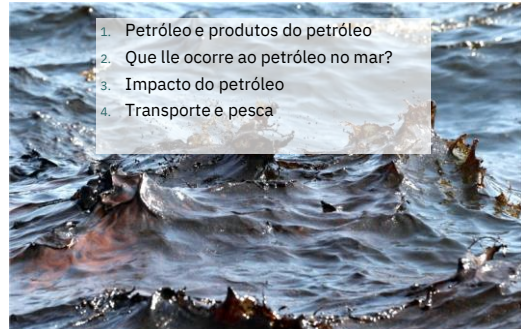 1. Petróleo e produtos do petróleo
2. Que lle ocorre ao petróleo no mar?
3. Impacto do petróleo
4. Transporte e pesca